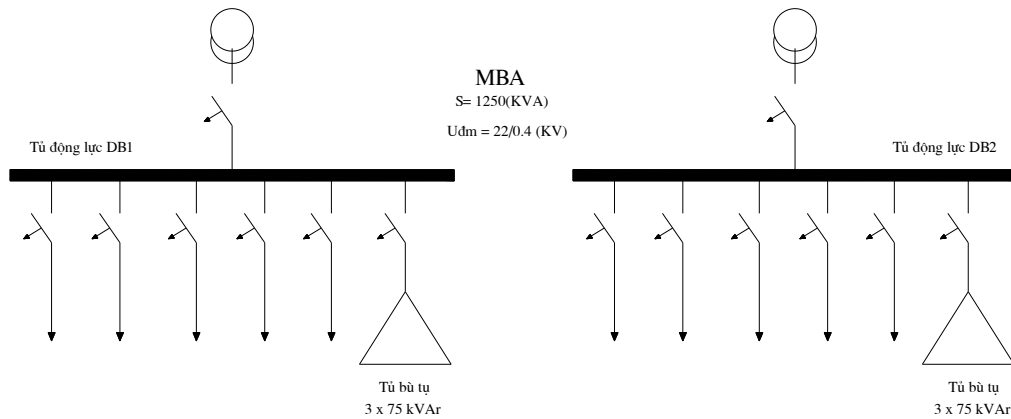 MBA
S= 1250(KVA)
Uđm = 22/0.4 (KV)
Tủ động lực DB1
Tủ động lực DB2
Tủ bù tụ
3 x 75 kVAr
Tủ bù tụ
3 x 75 kVAr